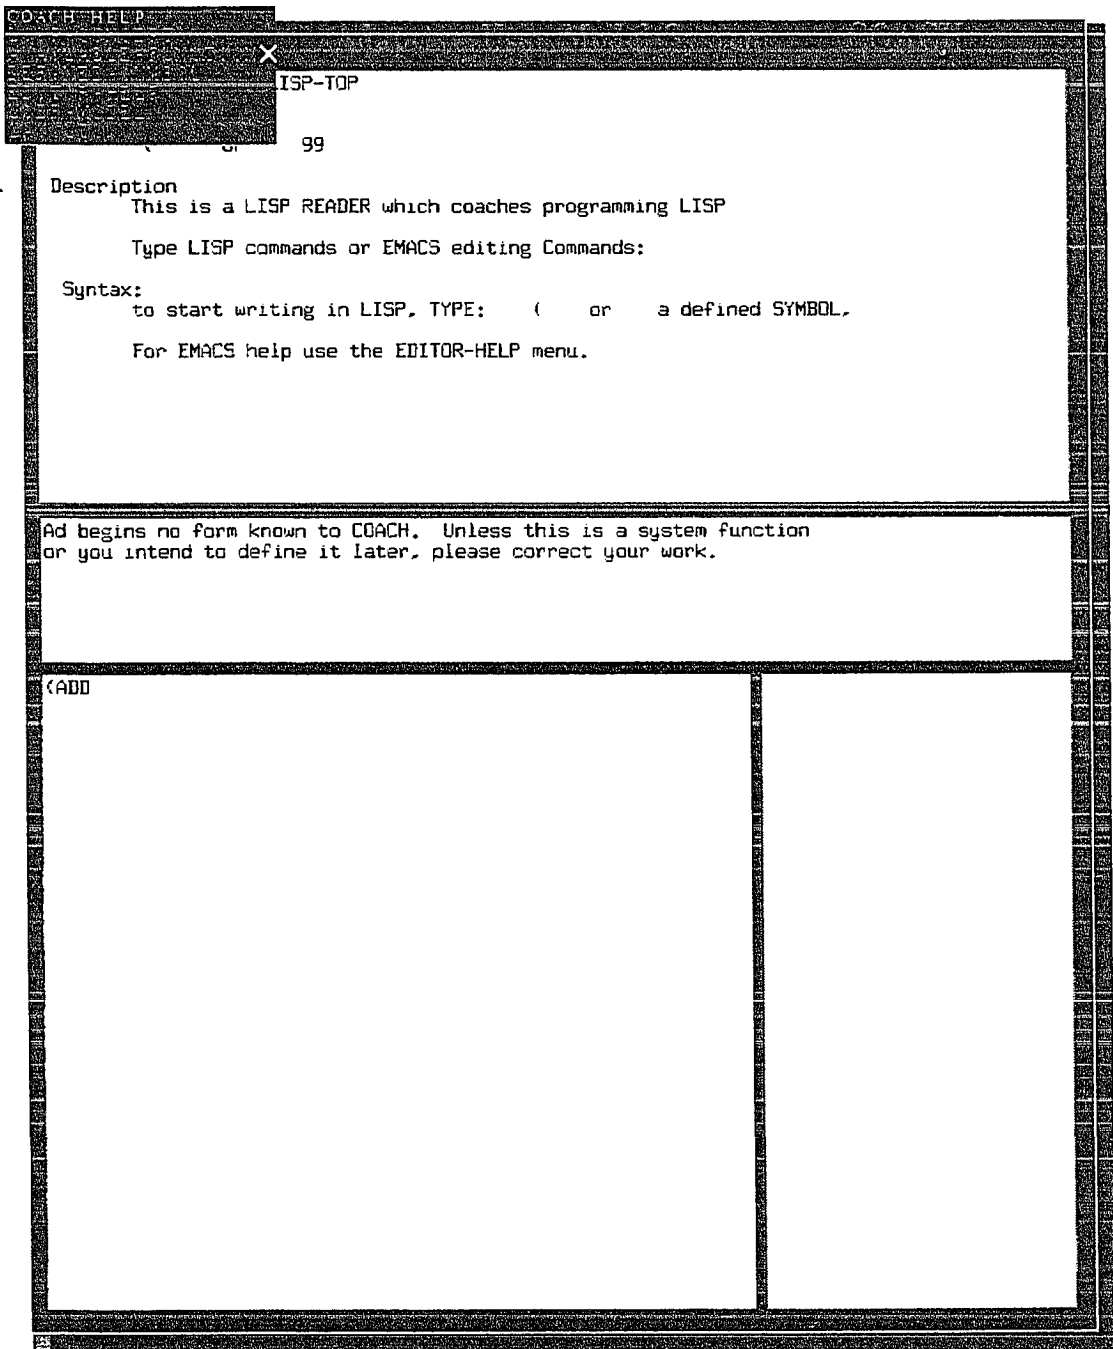 COACH HELP
ISP-TOP
( or 99
Description
This is a LISP READER which coaches programming LISP
Type LISP commands or EMACS editing Commands:
Syntax:
to start writing in LISP, TYPE: ( or a defined SYMBOL.
For EMACS help use the EDITOR-HELP menu.
Ad begins no form known to COACH. Unless this is a system function
or you intend to define it later, please correct your work.
(ADD